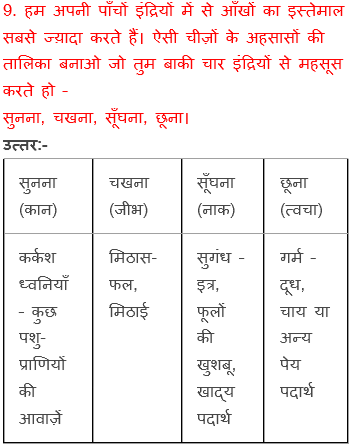 9. हम अपनी पाँचों इंद्रियों में से आँखों का इस्तेमाल
सबसे ज्य़ादा करते हैं। ऐसी चीज़ों के अहसासों की
तालिका बनाओ जो तुम बाकी चार इंद्रियों से महसूस
करते हो -
सुनना, चखना, सूँघना, छूना।
उत्तर:-
सुनना
(कान)
चखना
(जीभ)
सूँघना
(नाक)
छूना
(त्वचा)
कर्कश
ध्वनियाँ
- कुछ
पशु-
प्राणियों
की
आवाज़ें
मिठास-
फल,
मिठाई
सुगंध -
इत्र,
फूलों
की
खुशबू,
खाद्य
पदार्थ
गर्म -
दूध,
चाय या
अन्य
पेय
पदार्थ